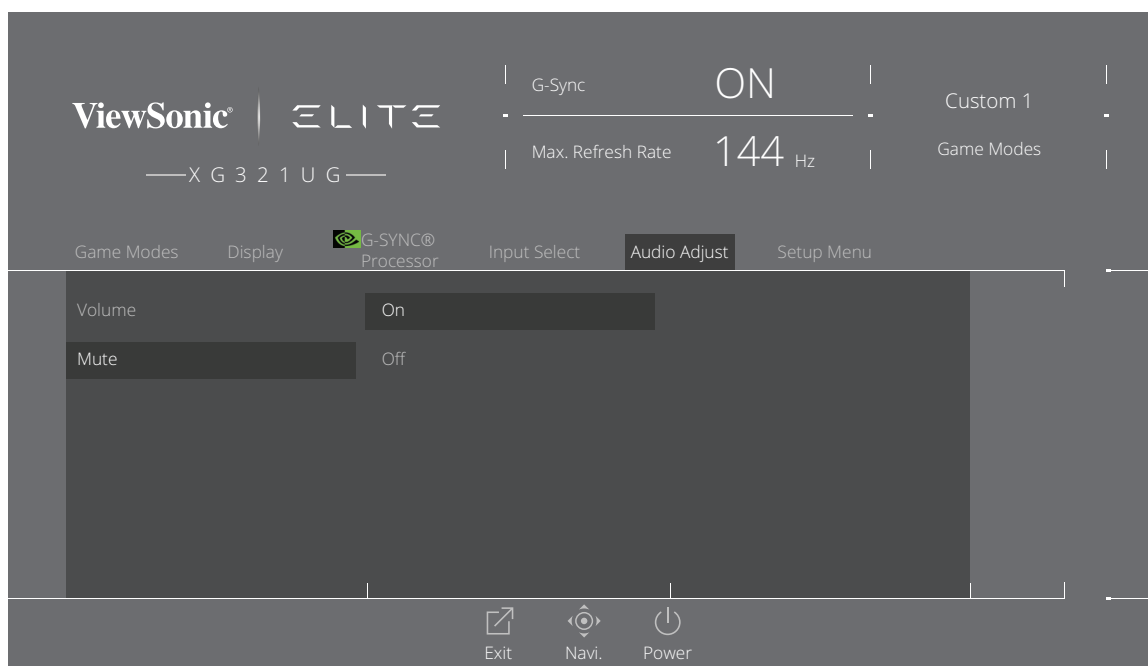 ViewSonic® ELITE
XG321UG
G-Sync ON
Max. Refresh Rate 144 Hz
Custom 1
Game Modes
Game Modes Display G-SYNC® Input Select Audio Adjust Setup Menu
Processor
Volume On
Mute Off
Exit Navi. Power